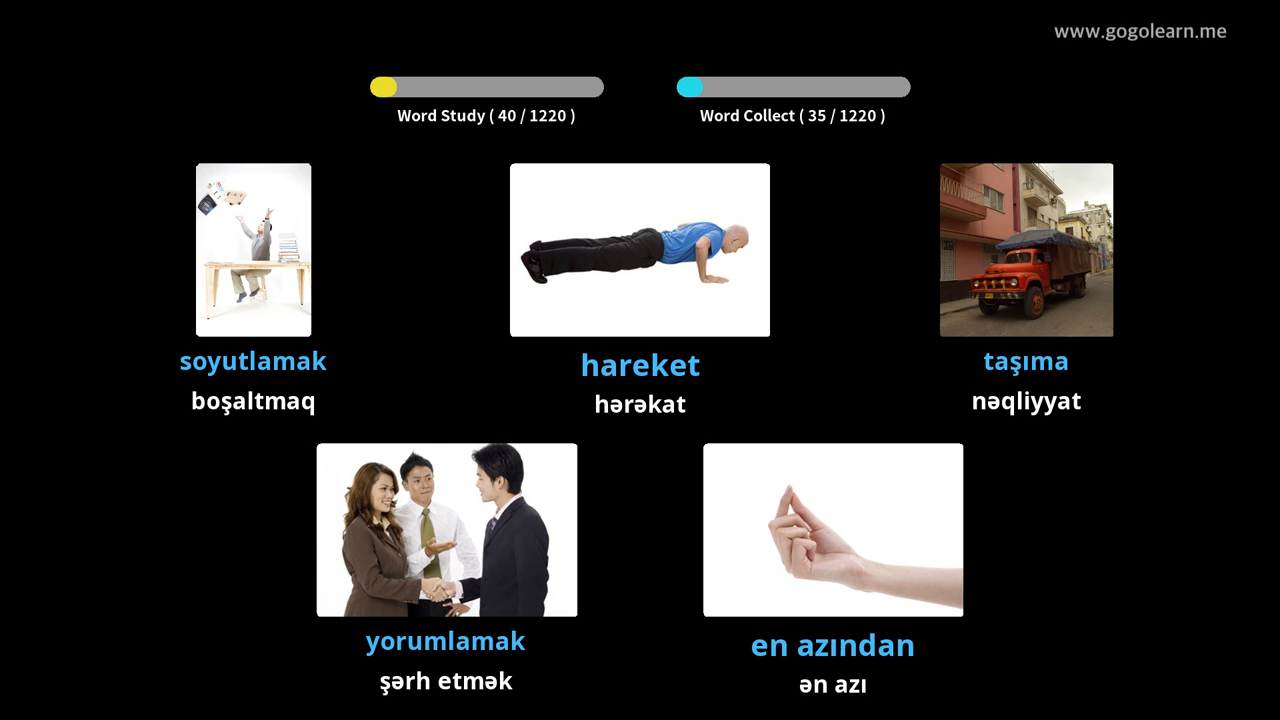 www.gogolearn.me
Word Study ( 40 / 1220 )
Word Collect ( 35 / 1220 )
soyutlamak
boşaltmaq
hareket
hərəkat
taşıma
nəqliyyat
yorumlamak
şərh etmək
en azından
ən azı